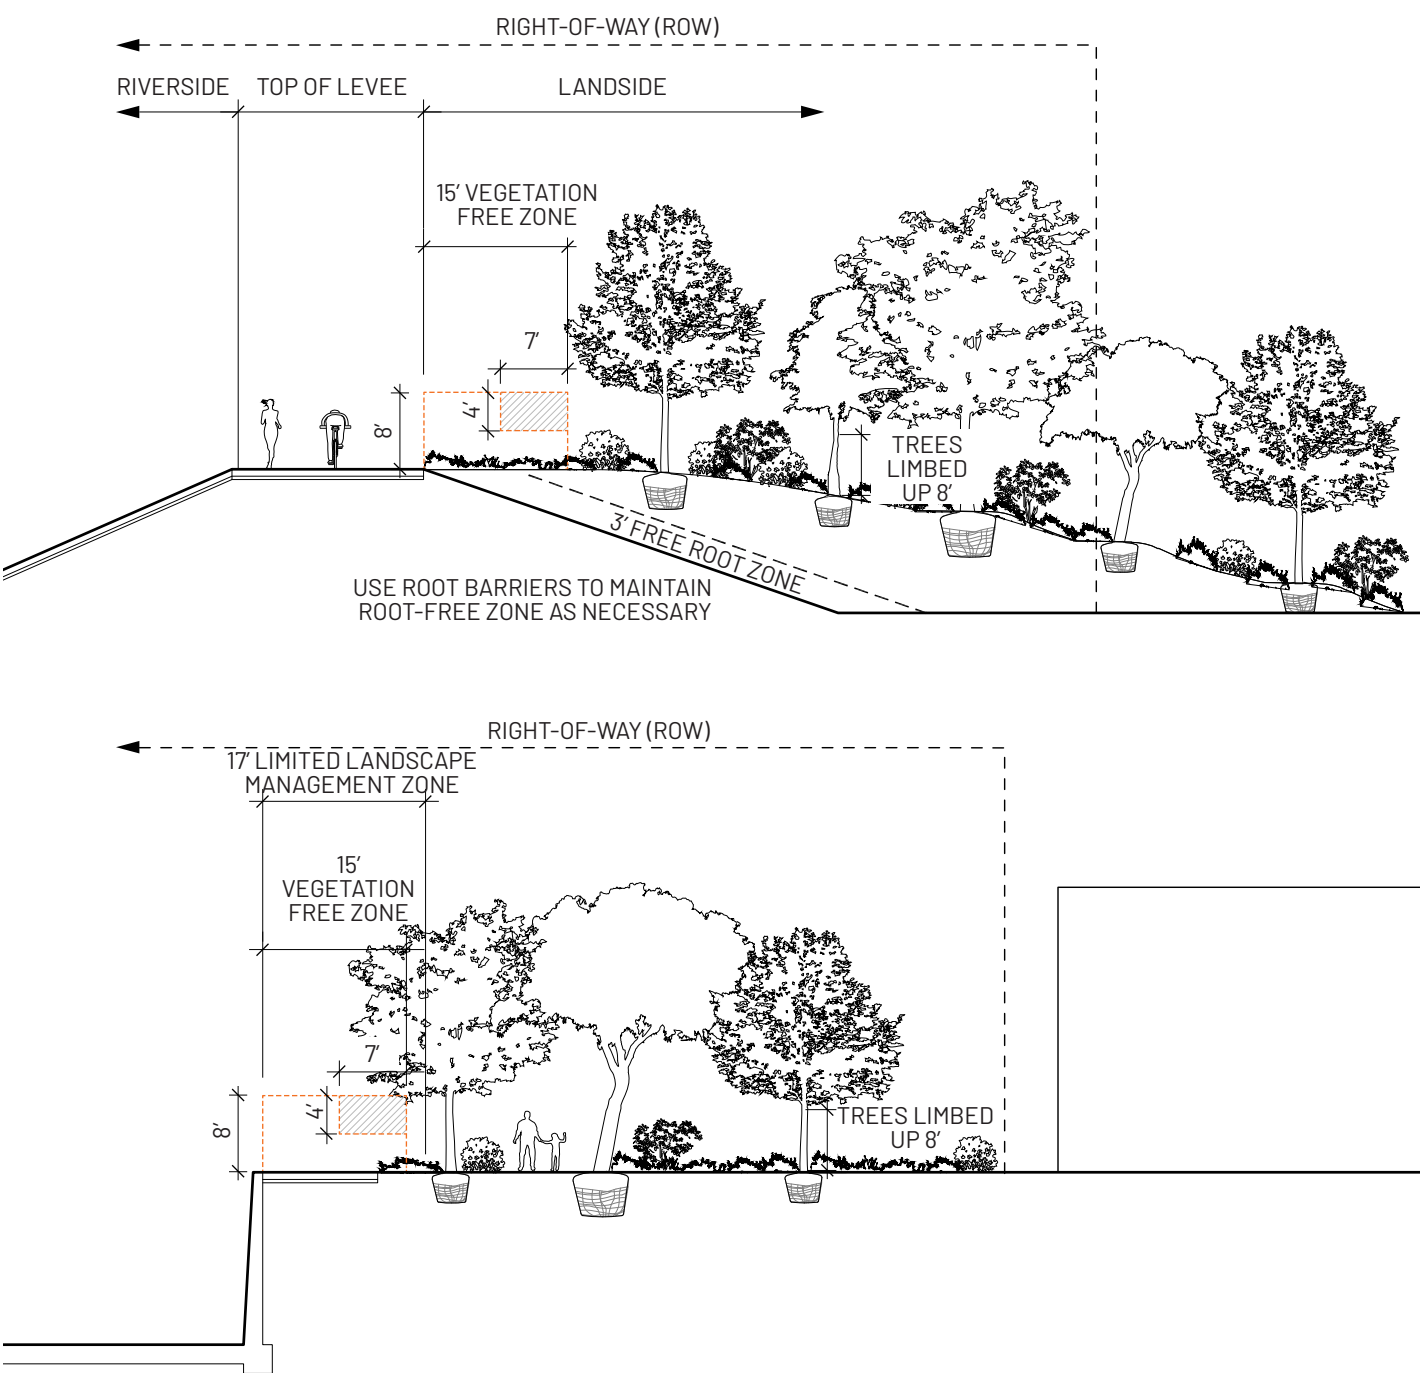 RIGHT-OF-WAY (ROW)
RIVERSIDE
TOP OF LEVEE
LANDSIDE
15' VEGETATION
FREE ZONE
7'
4'
8'
TREES
LIMBED
UP 8'
3' FREE ROOT ZONE
USE ROOT BARRIERS TO MAINTAIN
ROOT-FREE ZONE AS NECESSARY
RIGHT-OF-WAY (ROW)
17' LIMITED LANDSCAPE
MANAGEMENT ZONE
15'
VEGETATION
FREE ZONE
7'
4'
8'
TREES LIMBED
UP 8'